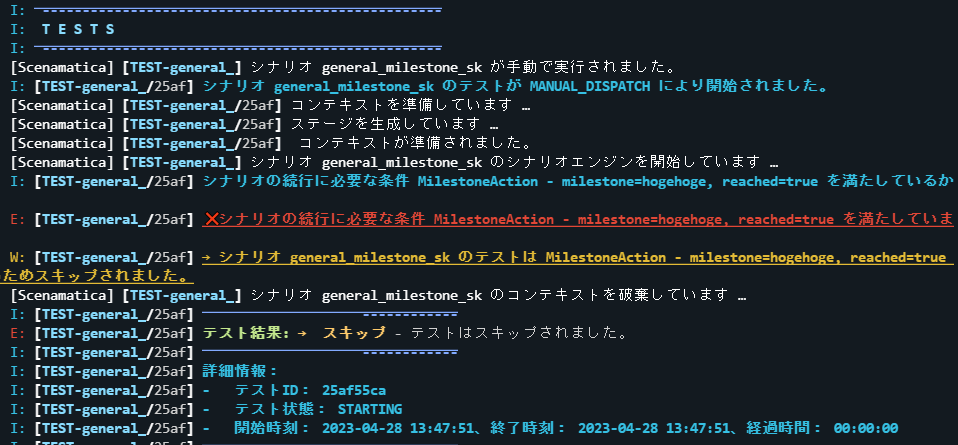 I: --------------------------------------------------
I:  T E S T S
I: --------------------------------------------------
[Scenamatica] [TEST-general_] シナリオ general_milestone_sk が手動で実行されました。
I: [TEST-general_/25af] シナリオ general_milestone_sk のテストが MANUAL_DISPATCH により開始されました。
[Scenamatica] [TEST-general_/25af] コンテキストを準備しています …
[Scenamatica] [TEST-general_/25af] ステージを生成しています …
[Scenamatica] [TEST-general_/25af]  コンテキストが準備されました。
[Scenamatica] [TEST-general_] シナリオ general_milestone_sk のシナリオエンジンを開始しています …
I: [TEST-general_/25af] シナリオの続行に必要な条件 MilestoneAction - milestone=hogehoge, reached=true を満たしているか
E: [TEST-general_/25af] ❌シナリオの続行に必要な条件 MilestoneAction - milestone=hogehoge, reached=true を満たしていま
W: [TEST-general_/25af] → シナリオ general_milestone_sk のテストは MilestoneAction - milestone=hogehoge, reached=true
ためスキップされました。
[Scenamatica] [TEST-general_] シナリオ general_milestone_sk のコンテキストを破棄しています …
I: [TEST-general_/25af] --------------------------------
E: [TEST-general_/25af] テスト結果: →  スキップ - テストはスキップされました。
I: [TEST-general_/25af] --------------------------------
I: [TEST-general_/25af] 詳細情報：
I: [TEST-general_/25af] -  テストID： 25af55ca
I: [TEST-general_/25af] -  テスト状態： STARTING
I: [TEST-general_/25af] -  開始時刻： 2023-04-28 13:47:51、終了時刻： 2023-04-28 13:47:51、経過時間： 00:00:00
I: [TEST-general_/25af] --------------------------------